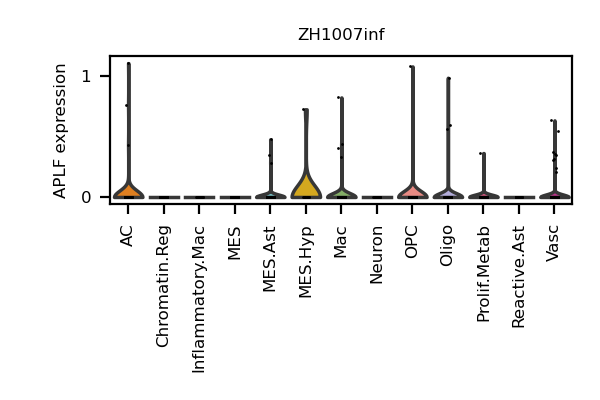 ZH1007inf
APLF expression
1
0
AC
Chromatin.Reg
Inflammatory.Mac
MES
MES.Ast
MES.Hyp
Mac
Neuron
OPC
Oligo
Prolif.Metab
Reactive.Ast
Vasc